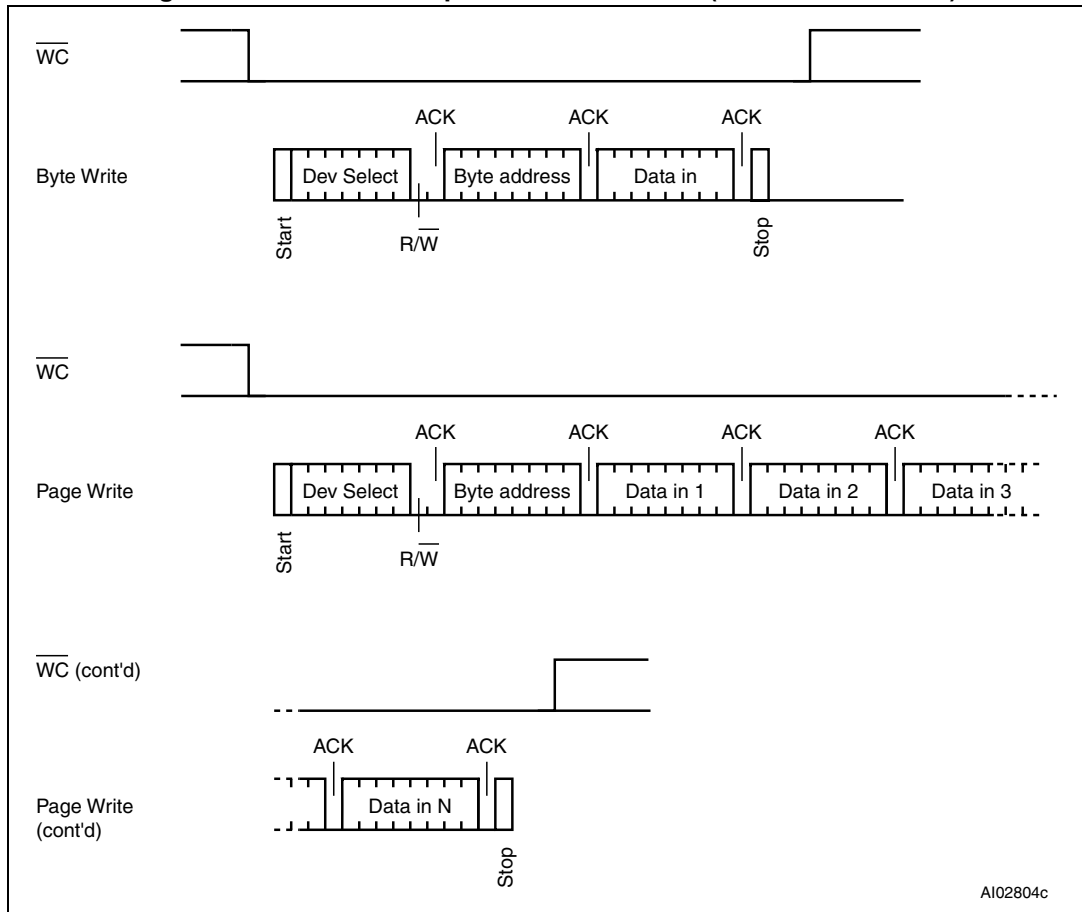 WC
ACK ACK ACK
Byte Write Dev Select Byte address Data in
Start R/W Stop
WC
ACK ACK ACK ACK
Page Write Dev Select Byte address Data in 1 Data in 2 Data in 3
Start R/W
WC (cont'd)
ACK ACK
Page Write
(cont'd)
Data in N
Stop
AI02804c